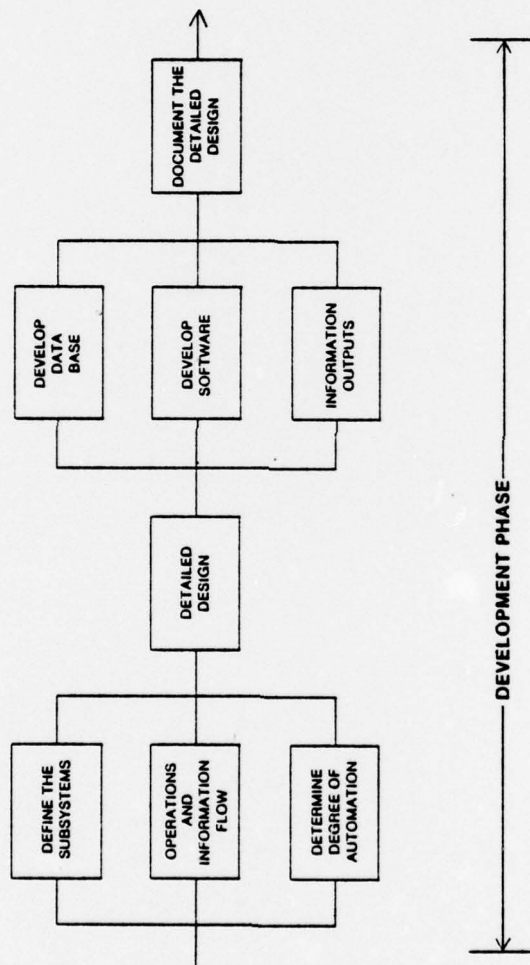 DEFINE THE
SUBSYSTEMS
OPERATIONS
AND
INFORMATION
FLOW
DETERMINE
DEGREE OF
AUTOMATION
DETAILED
DESIGN
DEVELOP
DATA
BASE
DEVELOP
SOFTWARE
INFORMATION
OUTPUTS
DOCUMENT THE
DETAILED
DESIGN
DEVELOPMENT PHASE